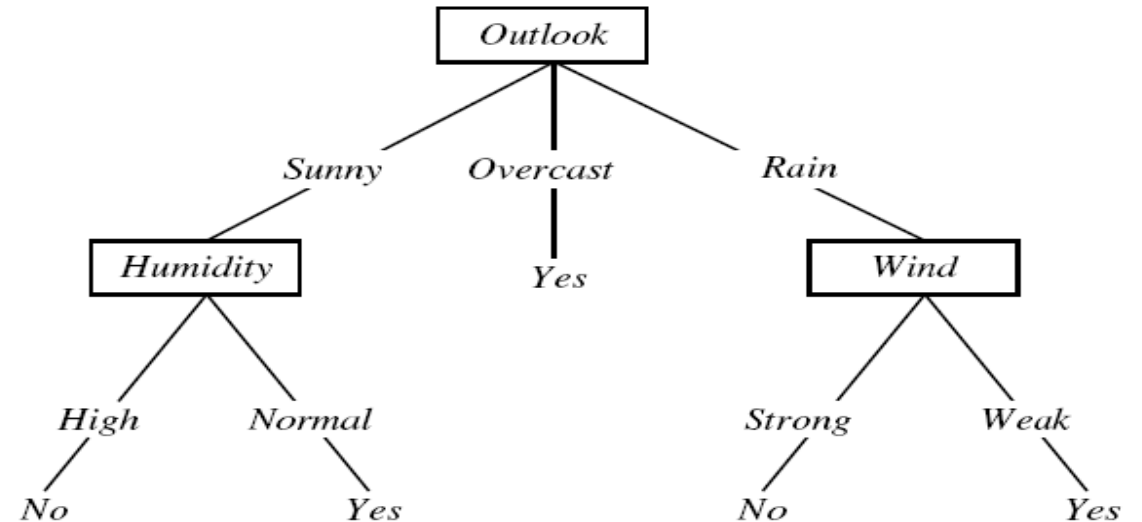 Outlook
Sunny Overcast Rain
Humidity Yes Wind
High Normal Strong Weak
No Yes No Yes